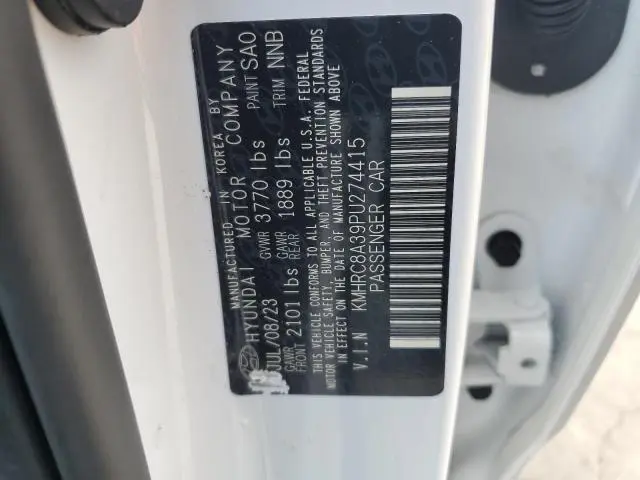 MANUFACTURED IN KOREA BY
HYUNDAI MOTOR COMPANY
JUL/08/23 GVWR 3770 lbs PAINT SAO
GAWR FRONT 2101 lbs GAWR REAR 1889 lbs TRIM NNB
THIS VEHICLE CONFORMS TO ALL APPLICABLE U.S.A. FEDERAL
MOTOR VEHICLE SAFETY, BUMPER, AND THEFT PREVENTION STANDARDS
IN EFFECT ON THE DATE OF MANUFACTURE SHOWN ABOVE
V.I.N KMHRC8A39PU274415
PASSENGER CAR